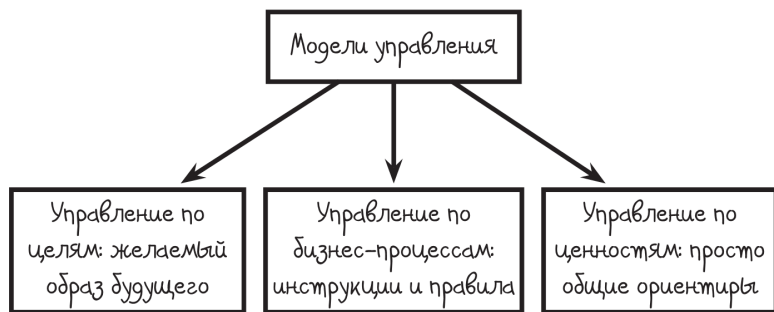 Модели управления
Управление по
целям: желаемый
образ будущего
Управление по
бизнес-процессам:
инструкции и правила
Управление по
ценностям: просто
общие ориентиры